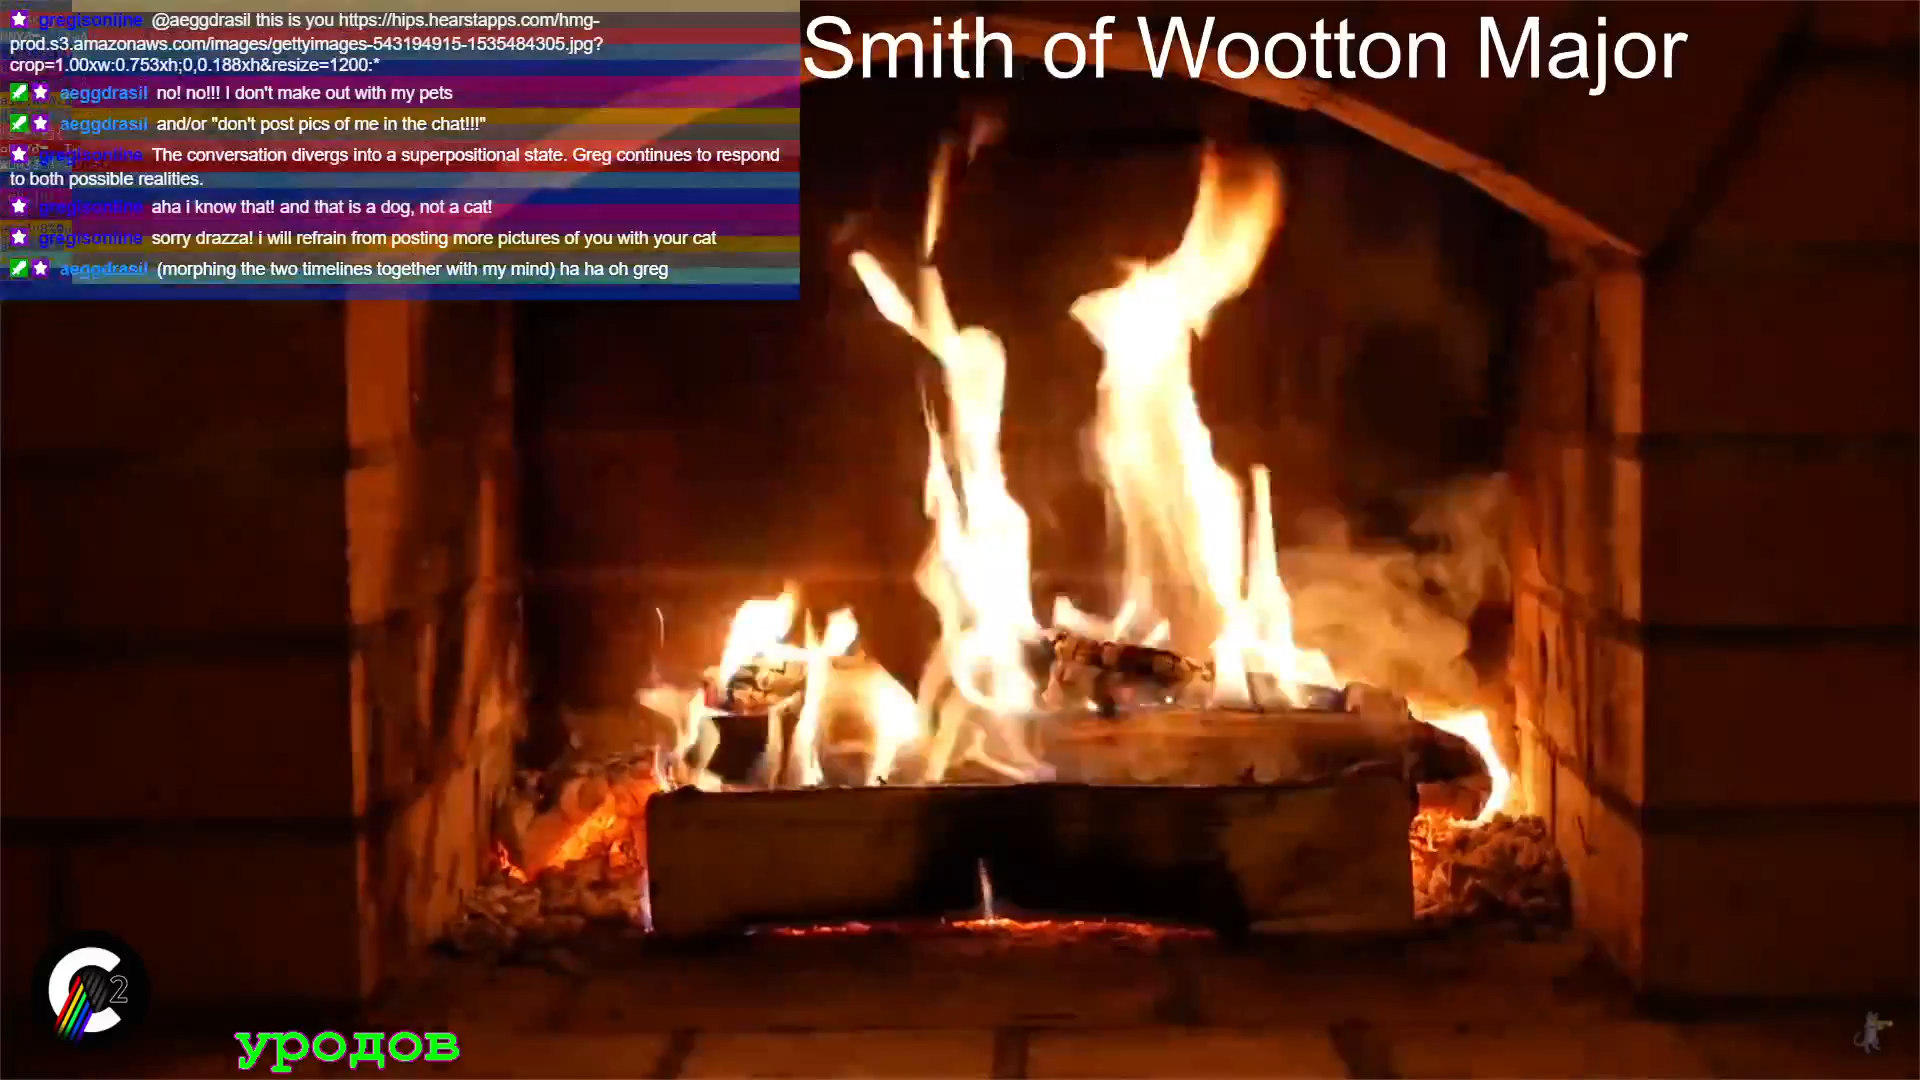 gregisonline @aeggdrasil this is you https://hips.hearstapps.com/hmg-
prod.s3.amazonaws.com/images/gettyimages-543194915-1535484305.jpg?
crop=1.00xw:0.753xh;0,0.188xh&resize=1200:*
aeggdrasil no! no!!! I don't make out with my pets
aeggdrasil and/or "don't post pics of me in the chat!!!"
gregisonline The conversation divergs into a superpositional state. Greg continues to respond
to both possible realities.
gregisonline aha i know that! and that is a dog, not a cat!
gregisonline sorry drazza! i will refrain from posting more pictures of you with your cat
aeggdrasil (morphing the two timelines together with my mind) ha ha oh greg
Smith of Wootton Major
C 2
уродов